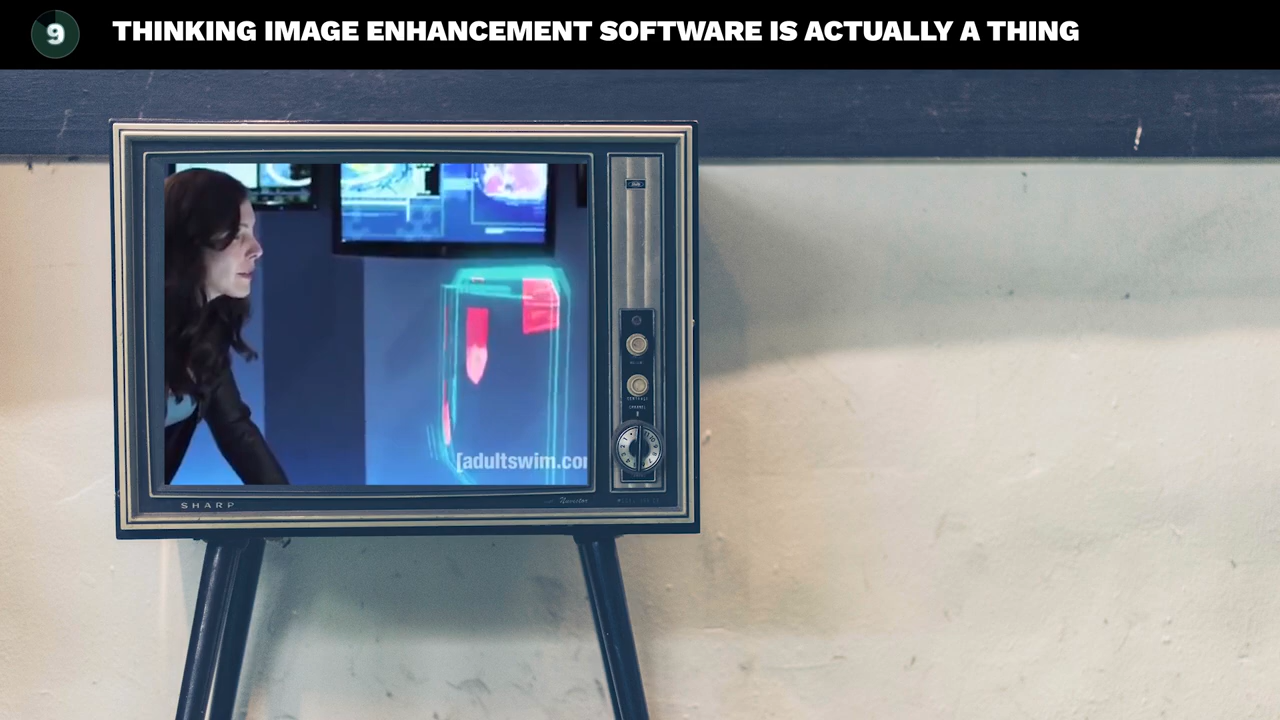 9
THINKING IMAGE ENHANCEMENT SOFTWARE IS ACTUALLY A THING
[adultswim.com
SHARP